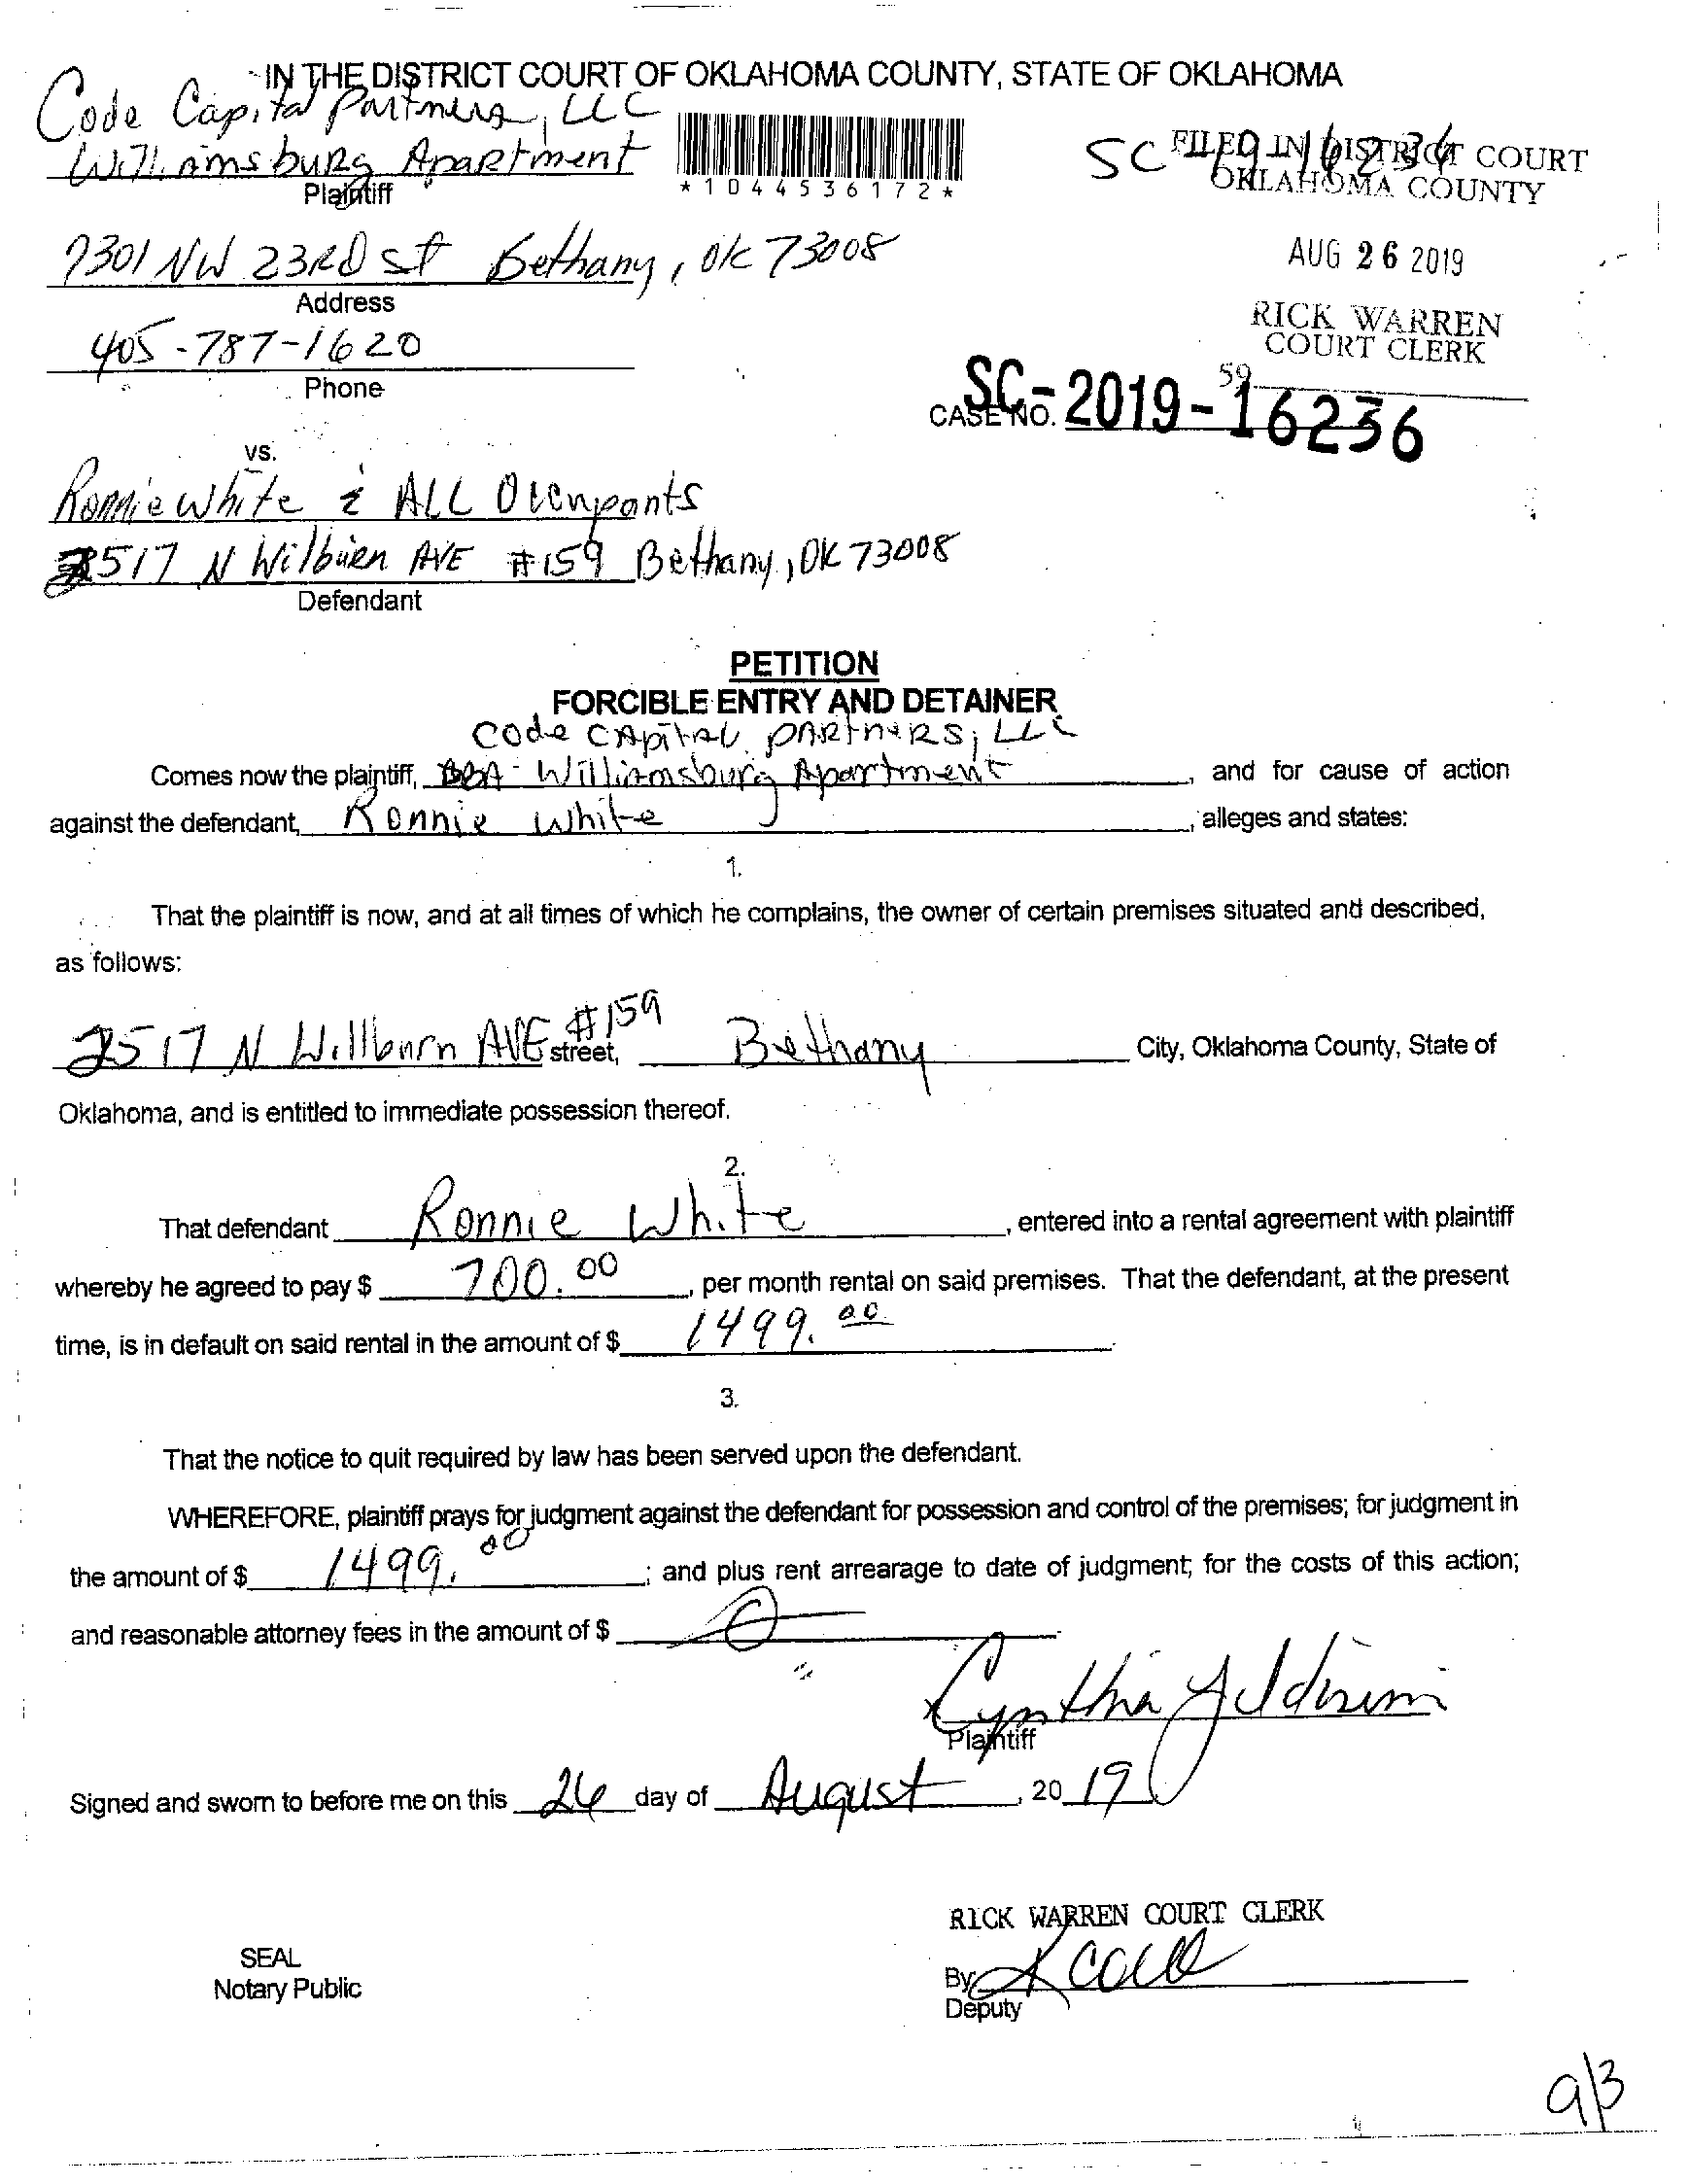 IN THE DISTRICT COURT OF OKLAHOMA COUNTY, STATE OF OKLAHOMA
Code Capital Partners, LLC
Williamsburg Apartment
Plaintiff
*1044536172*
SC-19-16236
FILED IN DISTRICT COURT
OKLAHOMA COUNTY
7301 NW 23RD St Bethany, OK 73008
Address
AUG 26 2019
405-787-1620
Phone
RICK WARREN
COURT CLERK
59
CASE NO. SC-2019-16236
vs.
Ronnie White & ALL Occupants
2517 N Wilburn AVE #159 Bethany, OK 73008
Defendant
PETITION
FORCIBLE ENTRY AND DETAINER
Code CApital PARtneRS, LLC
Comes now the plaintiff, DBA- Williamsburg Apartment, and for cause of action
against the defendant, Ronnie White, alleges and states:
1.
That the plaintiff is now, and at all times of which he complains, the owner of certain premises situated and described,
as follows:
2517 N Willburn AVE #159 street, Bethany City, Oklahoma County, State of
Oklahoma, and is entitled to immediate possession thereof.
2.
That defendant Ronnie White, entered into a rental agreement with plaintiff
whereby he agreed to pay $ 700.00, per month rental on said premises. That the defendant, at the present
time, is in default on said rental in the amount of $ 1499.00.
3.
That the notice to quit required by law has been served upon the defendant.
WHEREFORE, plaintiff prays for judgment against the defendant for possession and control of the premises; for judgment in
the amount of $ 1499.00; and plus rent arrearage to date of judgment; for the costs of this action;
and reasonable attorney fees in the amount of $
Cynthia Yildirim
Plaintiff
Signed and sworn to before me on this 26 day of August, 20 19
RICK WARREN COURT CLERK
SEAL
Notary Public
By
Deputy
9/3